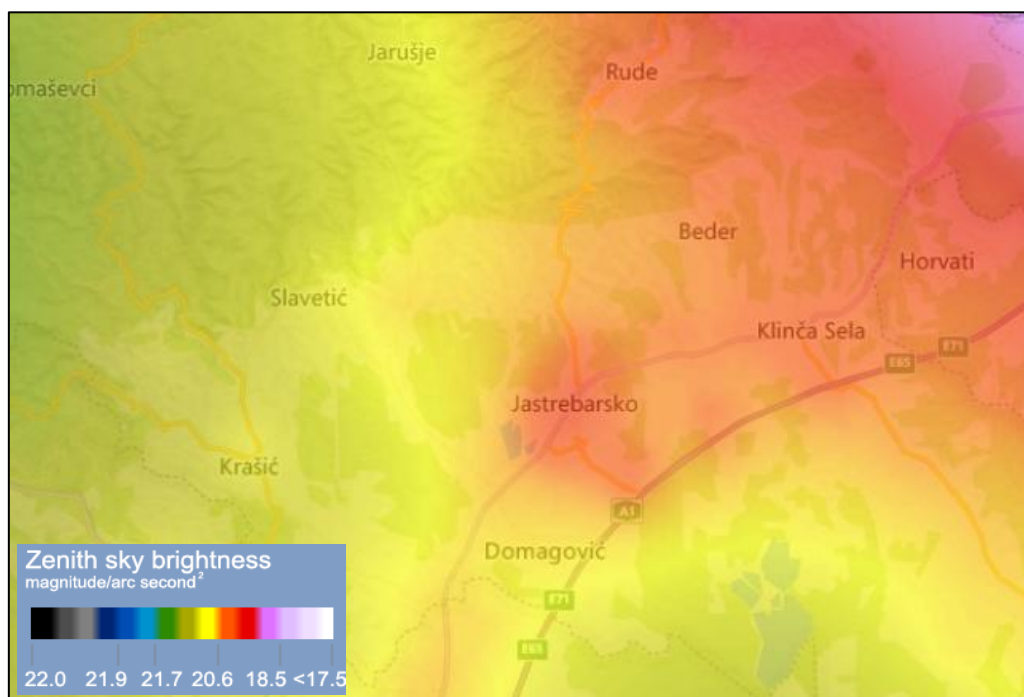 Jarušje
Rude
omaševci
Beder
Horvati
Slavetić
Klinča Sela
E71
E65
Jastrebarsko
Krašić
A1
Domagović
E71
E65
Zenith sky brightness
magnitude/arc second²
22.0 21.9 21.7 20.6 18.5 <17.5